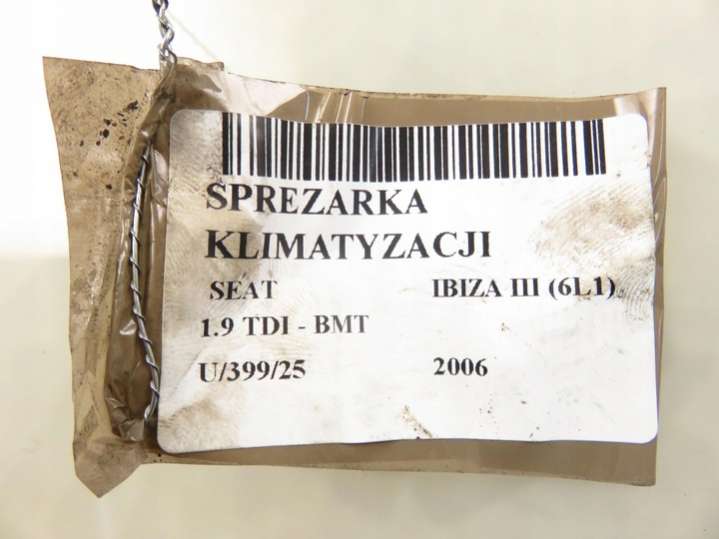 SPREZARKA
KLIMATYZACJI
SEAT IBIZA III (6L1)
1.9 TDI - BMT
U/399/25 2006